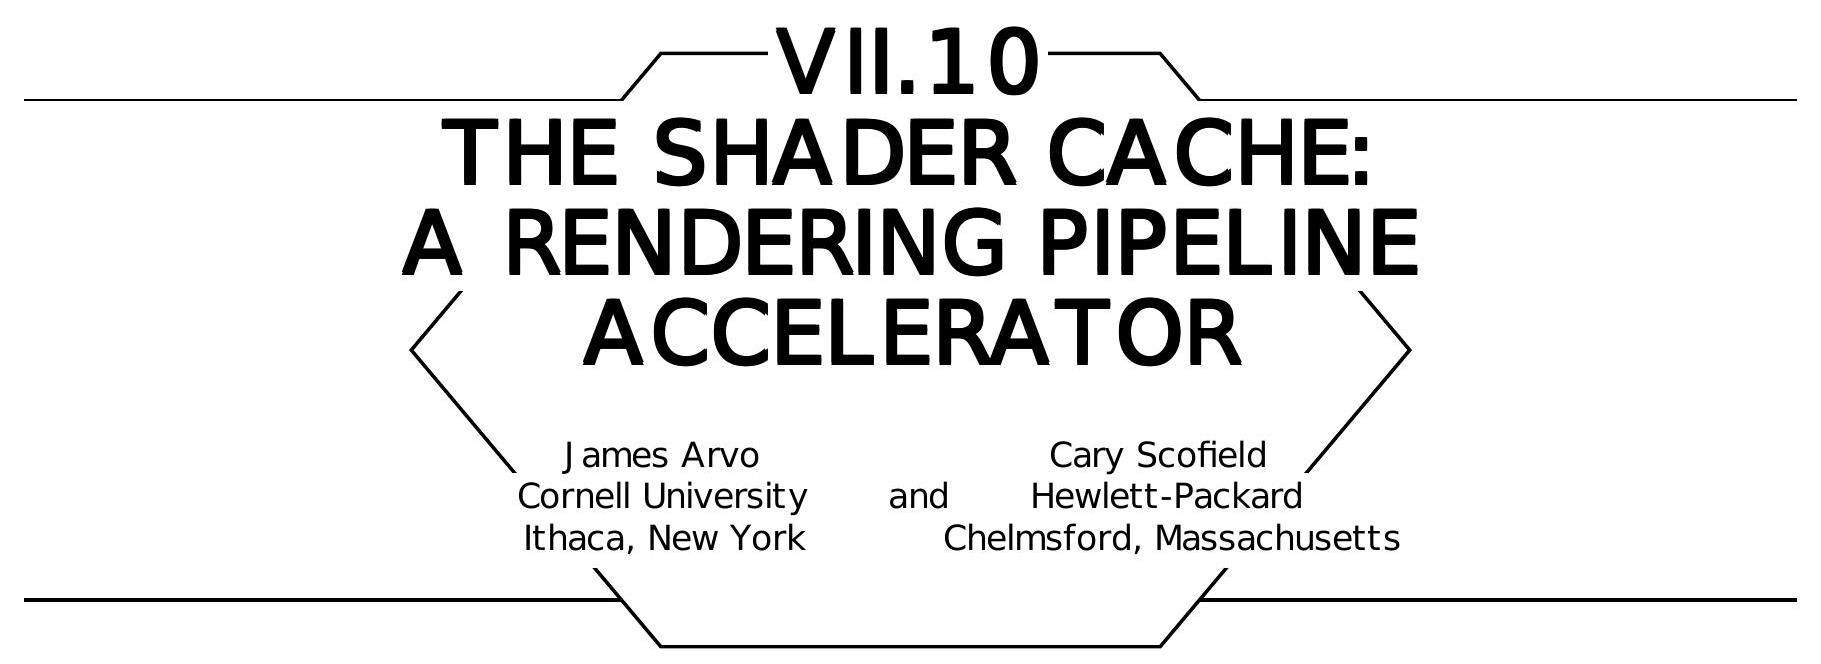 VII.10
THE SHADER CACHE:
A RENDERING PIPELINE
ACCELERATOR
James Arvo
Cornell University
Ithaca, New York
and
Cary Scofield
Hewlett-Packard
Chelmsford, Massachusetts